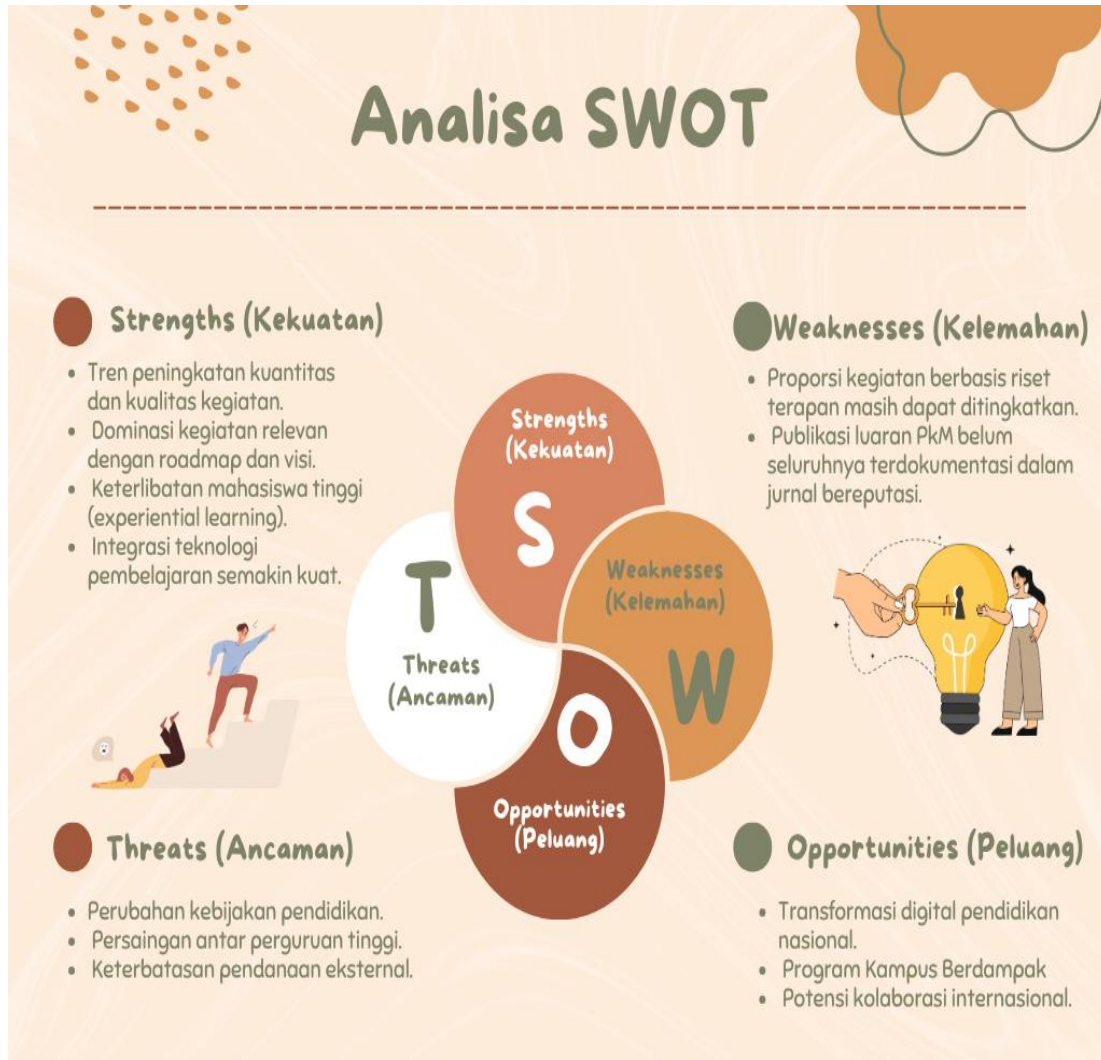 Analisa SWOT
Strengths (Kekuatan)
• Tren peningkatan kuantitas
dan kualitas kegiatan.
• Dominasi kegiatan relevan
dengan roadmap dan visi.
• Keterlibatan mahasiswa tinggi
(experiential learning).
• Integrasi teknologi
pembelajaran semakin kuat.
Weaknesses (Kelemahan)
• Proporsi kegiatan berbasis riset
terapan masih dapat ditingkatkan.
• Publikasi luaran PkM belum
seluruhnya terdokumentasi dalam
jurnal bereputasi.
Strengths
(Kekuatan)
S
Weaknesses
(Kelemahan)
W
T
Threats
(Ancaman)
O
Opportunities
(Peluang)
Threats (Ancaman)
• Perubahan kebijakan pendidikan.
• Persaingan antar perguruan tinggi.
• Keterbatasan pendanaan eksternal.
Opportunities (Peluang)
• Transformasi digital pendidikan
nasional.
• Program Kampus Berdampak
• Potensi kolaborasi internasional.